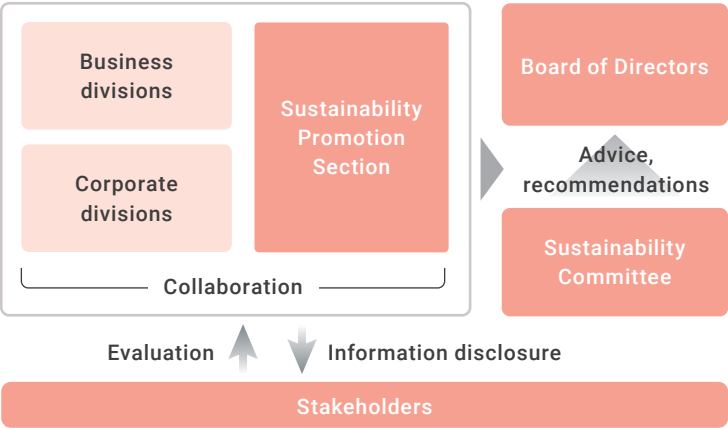 Business
divisions
Corporate
divisions
Sustainability
Promotion
Section
Collaboration
Board of Directors
Advice,
recommendations
Sustainability
Committee
Evaluation
Information disclosure
Stakeholders